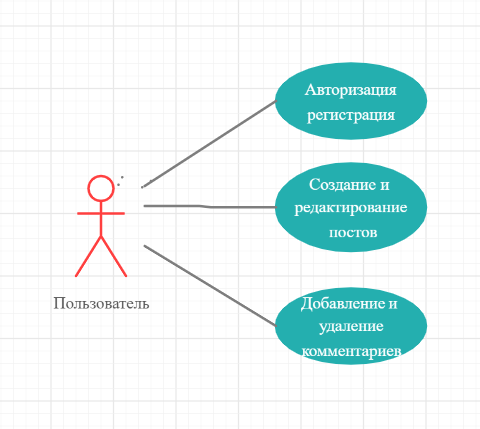 Авторизация
регистрация
Создание и
редактирование
постов
Пользователь
Добавление и
удаление
комментариев